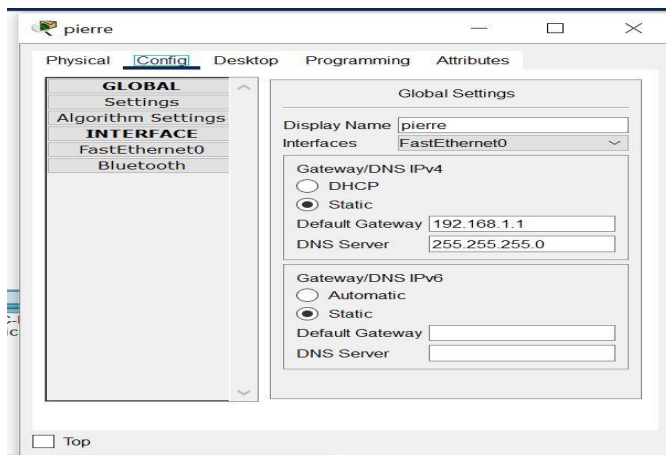 pierre
Physical Config Desktop Programming Attributes
GLOBAL
Settings
Algorithm Settings
INTERFACE
FastEthernet0
Bluetooth
Global Settings
Display Name pierre
Interfaces FastEthernet0
Gateway/DNS IPv4
DHCP
Static
Default Gateway 192.168.1.1
DNS Server 255.255.255.0
Gateway/DNS IPv6
Automatic
Static
Default Gateway
DNS Server
Top